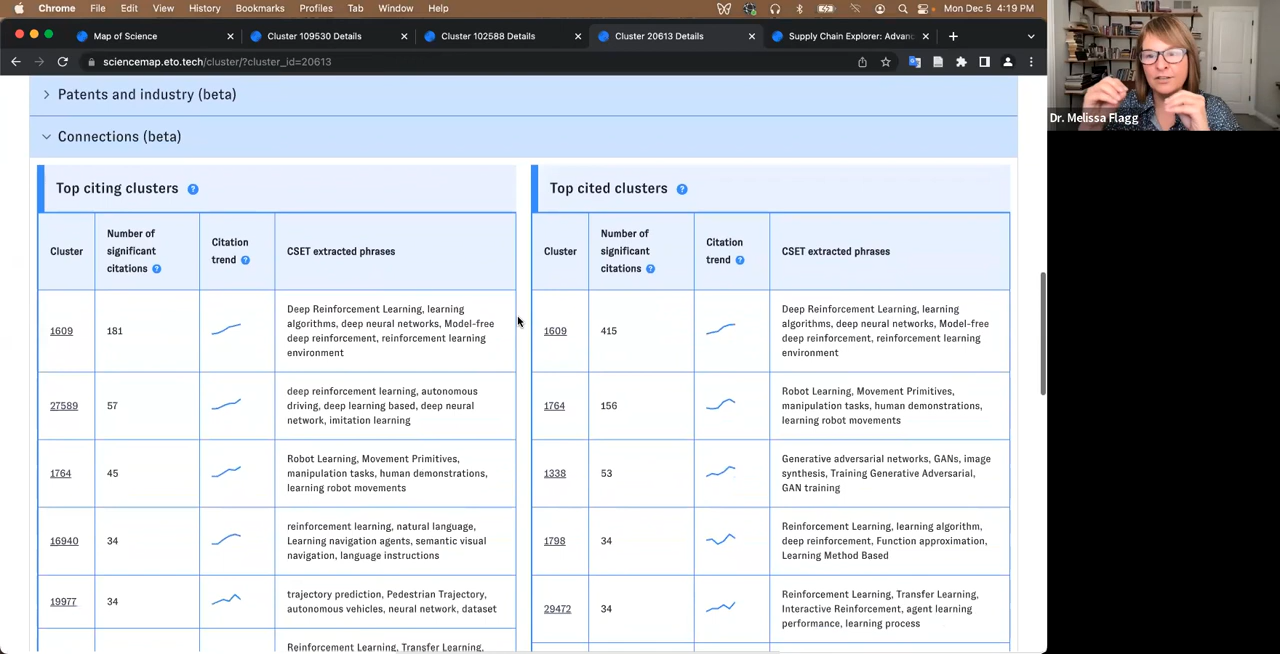 Chrome File Edit View History Bookmarks Profiles Tab Window Help Mon Dec 5 4:19 PM
Map of Science Cluster 109530 Details Cluster 102588 Details Cluster 20613 Details Supply Chain Explorer: Advanc
sciencemap.eto.tech/cluster/?cluster_id=20613
Dr. Melissa Flagg
Patents and industry (beta)
Connections (beta)
Top citing clusters ?
Cluster
Number of
significant
citations ?
Citation
trend ?
CSET extracted phrases
1609
181
Deep Reinforcement Learning, learning
algorithms, deep neural networks, Model-free
deep reinforcement, reinforcement learning
environment
27589
57
deep reinforcement learning, autonomous
driving, deep learning based, deep neural
network, imitation learning
1764
45
Robot Learning, Movement Primitives,
manipulation tasks, human demonstrations,
learning robot movements
16940
34
reinforcement learning, natural language,
Learning navigation agents, semantic visual
navigation, language instructions
19977
34
trajectory prediction, Pedestrian Trajectory,
autonomous vehicles, neural network, dataset
Reinforcement Learning, Transfer Learning,
Top cited clusters ?
Cluster
Number of
significant
citations ?
Citation
trend ?
CSET extracted phrases
1609
415
Deep Reinforcement Learning, learning
algorithms, deep neural networks, Model-free
deep reinforcement, reinforcement learning
environment
1764
156
Robot Learning, Movement Primitives,
manipulation tasks, human demonstrations,
learning robot movements
1338
53
Generative adversarial networks, GANs, image
synthesis, Training Generative Adversarial,
GAN training
1798
34
Reinforcement Learning, learning algorithm,
deep reinforcement, Function approximation,
Learning Method Based
29472
34
Reinforcement Learning, Transfer Learning,
Interactive Reinforcement, agent learning
performance, learning process